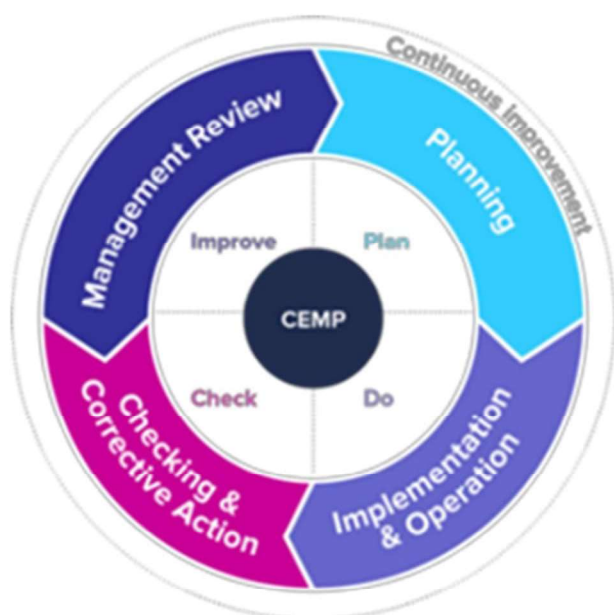 Continuous improvement
Management Review
Planning
Improve
Plan
CEMP
Check
Do
Checking &
Corrective Action
Implementation
& Operation